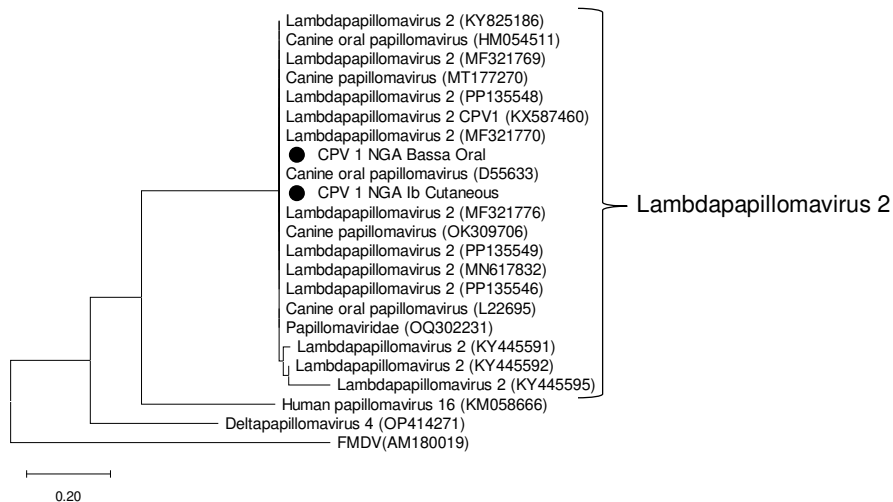 Lambdapapillomavirus 2 (KY825186)
Canine oral papillomavirus (HM054511)
Lambdapapillomavirus 2 (MF321769)
Canine papillomavirus (MT177270)
Lambdapapillomavirus 2 (PP135548)
Lambdapapillomavirus 2 CPV1 (KX587460)
Lambdapapillomavirus 2 (MF321770)
CPV 1 NGA Bassa Oral
Canine oral papillomavirus (D55633)
CPV 1 NGA Ib Cutaneous
Lambdapapillomavirus 2
Lambdapapillomavirus 2 (MF321776)
Canine papillomavirus (OK309706)
Lambdapapillomavirus 2 (PP135549)
Lambdapapillomavirus 2 (MN617832)
Lambdapapillomavirus 2 (PP135546)
Canine oral papillomavirus (L22695)
Papillomaviridae (OQ302231)
Lambdapapillomavirus 2 (KY445591)
Lambdapapillomavirus 2 (KY445592)
Lambdapapillomavirus 2 (KY445595)
Human papillomavirus 16 (KM058666)
Deltapapillomavirus 4 (OP414271)
FMDV(AM180019)
0.20